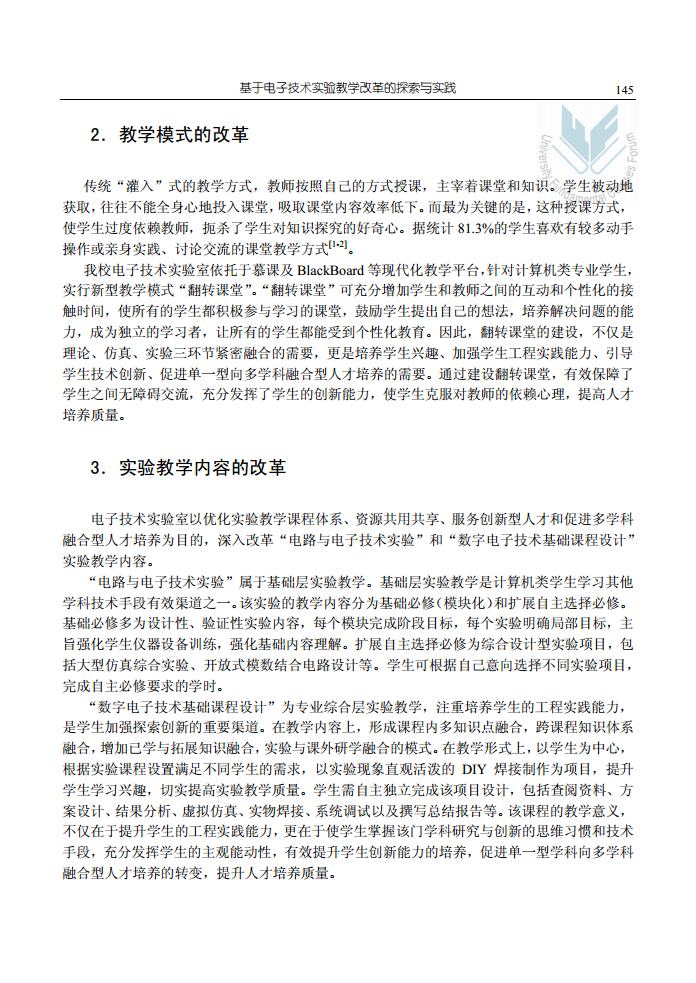 基于电子技术实验教学改革的探索与实践 145
University Fundamental Courses Forum
2．教学模式的改革
传统“灌入”式的教学方式，教师按照自己的方式授课，主宰着课堂和知识。学生被动地
获取，往往不能全身心地投入课堂，吸取课堂内容效率低下。而最为关键的是，这种授课方式，
使学生过度依赖教师，扼杀了学生对知识探究的好奇心。据统计 81.3%的学生喜欢有较多动手
操作或亲身实践、讨论交流的课堂教学方式[1-2]。
我校电子技术实验室依托于慕课及 BlackBoard 等现代化教学平台，针对计算机类专业学生，
实行新型教学模式“翻转课堂”。“翻转课堂”可充分增加学生和教师之间的互动和个性化的接
触时间，使所有的学生都积极参与学习的课堂，鼓励学生提出自己的想法，培养解决问题的能
力，成为独立的学习者，让所有的学生都能受到个性化教育。因此，翻转课堂的建设，不仅是
理论、仿真、实验三环节紧密融合的需要，更是培养学生兴趣、加强学生工程实践能力、引导
学生技术创新、促进单一型向多学科融合型人才培养的需要。通过建设翻转课堂，有效保障了
学生之间无障碍交流，充分发挥了学生的创新能力，使学生克服对教师的依赖心理，提高人才
培养质量。
3．实验教学内容的改革
电子技术实验室以优化实验教学课程体系、资源共用共享、服务创新型人才和促进多学科
融合型人才培养为目的，深入改革“电路与电子技术实验”和“数字电子技术基础课程设计”
实验教学内容。
“电路与电子技术实验”属于基础层实验教学。基础层实验教学是计算机类学生学习其他
学科技术手段有效渠道之一。该实验的教学内容分为基础必修（模块化）和扩展自主选择必修。
基础必修多为设计性、验证性实验内容，每个模块完成阶段目标，每个实验明确局部目标，主
旨强化学生仪器设备训练，强化基础内容理解。扩展自主选择必修为综合设计型实验项目，包
括大型仿真综合实验、开放式模数结合电路设计等。学生可根据自己意向选择不同实验项目，
完成自主必修要求的学时。
“数字电子技术基础课程设计”为专业综合层实验教学，注重培养学生的工程实践能力，
是学生加强探索创新的重要渠道。在教学内容上，形成课程内多知识点融合，跨课程知识体系
融合，增加已学与拓展知识融合，实验与课外研学融合的模式。在教学形式上，以学生为中心，
根据实验课程设置满足不同学生的需求，以实验现象直观活泼的 DIY 焊接制作为项目，提升
学生学习兴趣，切实提高实验教学质量。学生需自主独立完成该项目设计，包括查阅资料、方
案设计、结果分析、虚拟仿真、实物焊接、系统调试以及撰写总结报告等。该课程的教学意义，
不仅在于提升学生的工程实践能力，更在于使学生掌握该门学科研究与创新的思维习惯和技术
手段，充分发挥学生的主观能动性，有效提升学生创新能力的培养，促进单一型学科向多学科
融合型人才培养的转变，提升人才培养质量。